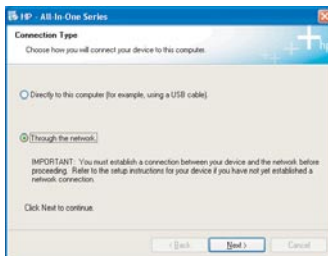 HP - All-In-One Series
Connection Type
Choose how you will connect your device to this computer.
Directly to this computer (for example, using a USB cable).
Through the network.
IMPORTANT: You must establish a connection between your device and the network before
proceeding. Refer to the setup instructions for your device if you have not yet established a
network connection.
Click Next to continue.
< Back
Next >
Cancel